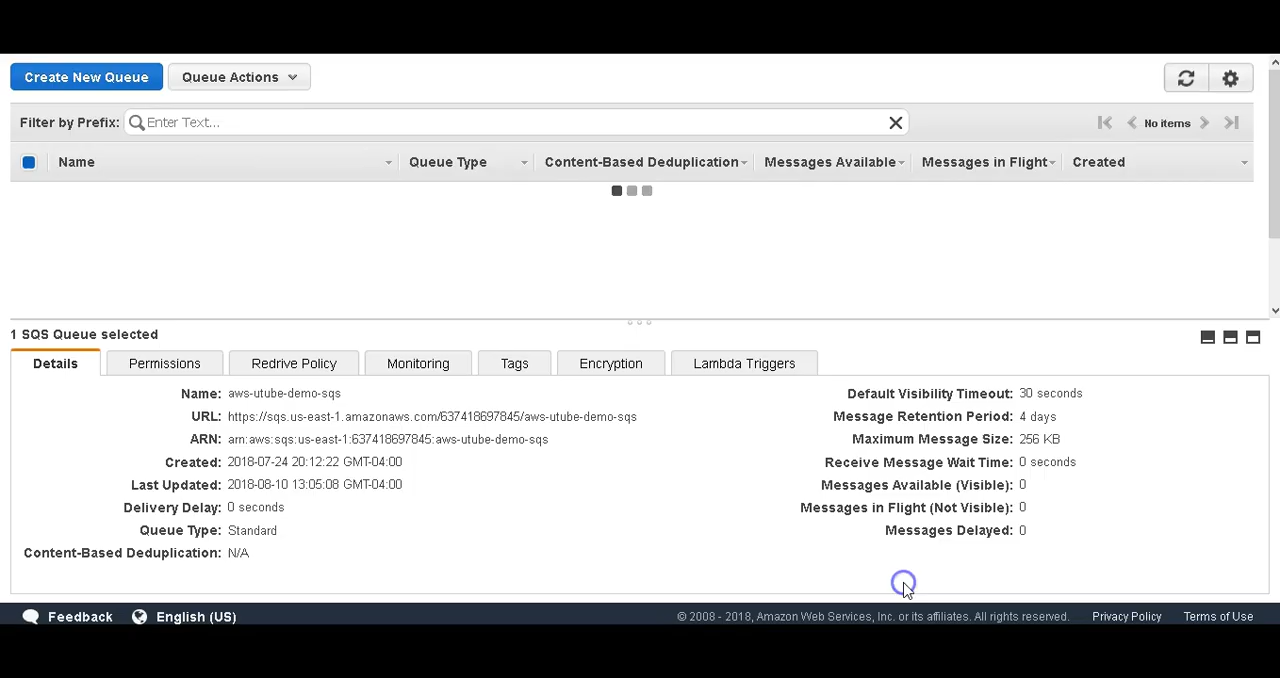 Create New Queue Queue Actions
Filter by Prefix: Enter Text... No items
Name Queue Type Content-Based Deduplication Messages Available Messages in Flight Created
1 SQS Queue selected
Details Permissions Redrive Policy Monitoring Tags Encryption Lambda Triggers
Name: aws-utube-demo-sqs Default Visibility Timeout: 30 seconds
URL: https://sqs.us-east-1.amazonaws.com/637418697845/aws-utube-demo-sqs Message Retention Period: 4 days
ARN: arn:aws:sqs:us-east-1:637418697845:aws-utube-demo-sqs Maximum Message Size: 256 KB
Created: 2018-07-24 20:12:22 GMT-04:00 Receive Message Wait Time: 0 seconds
Last Updated: 2018-08-10 13:05:08 GMT-04:00 Messages Available (Visible): 0
Delivery Delay: 0 seconds Messages in Flight (Not Visible): 0
Queue Type: Standard Messages Delayed: 0
Content-Based Deduplication: N/A
Feedback English (US) © 2008 - 2018, Amazon Web Services, Inc. or its affiliates. All rights reserved. Privacy Policy Terms of Use